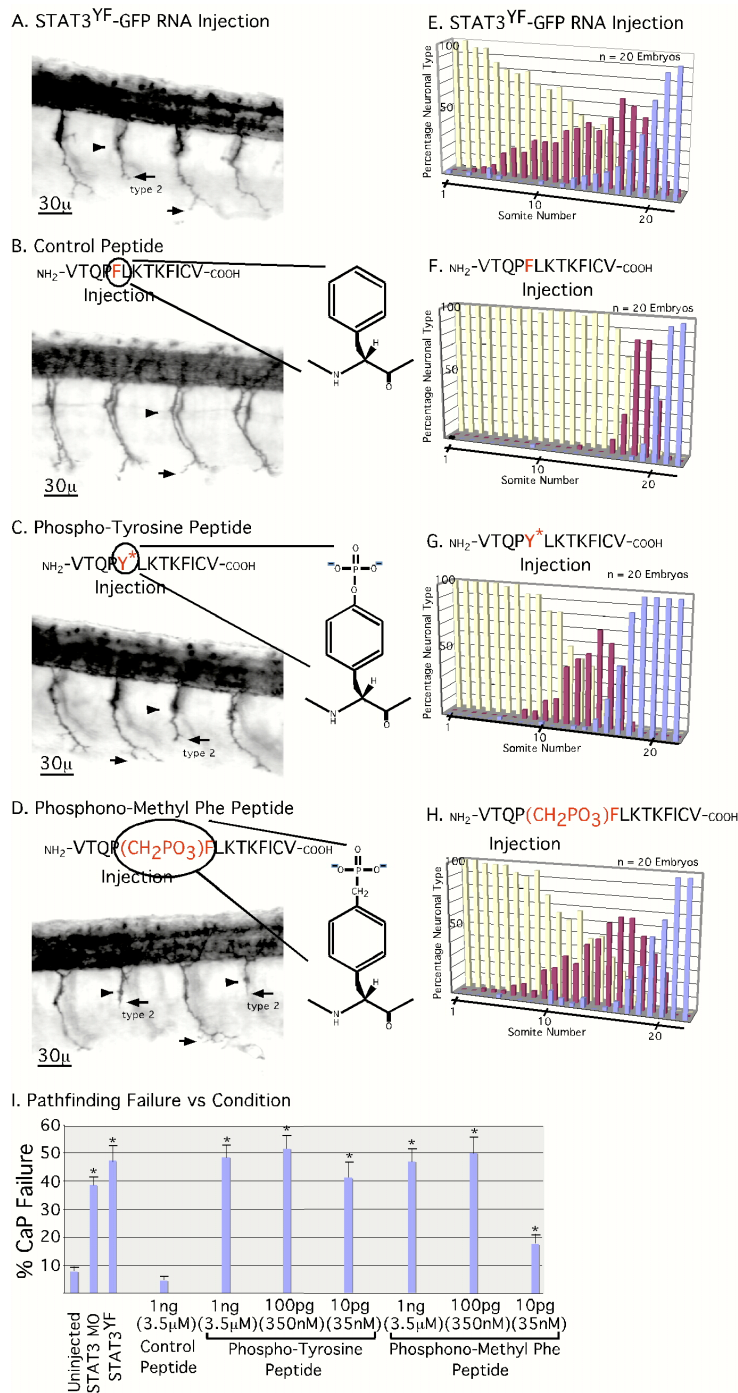 A. STAT3YF-GFP RNA Injection
type 2
30µ
E. STAT3YF-GFP RNA Injection
n = 20 Embryos
Percentage Neuronal Type
100
50
1
10
20
Somite Number
B. Control Peptide
NH2-VTQPFLKTKFICV-COOH
Injection
N
H
H
O
30µ
F. NH2-VTQPFLKTKFICV-COOH
Injection
n = 20 Embryos
Percentage Neuronal Type
100
50
1
10
20
Somite Number
C. Phospho-Tyrosine Peptide
NH2-VTQPY*LKTKFICV-COOH
Injection
O
-O-P-O-
O
H
N
H
O
type 2
30µ
G. NH2-VTQPY*LKTKFICV-COOH
Injection
n = 20 Embryos
Percentage Neuronal Type
100
50
1
10
20
Somite Number
D. Phosphono-Methyl Phe Peptide
NH2-VTQP(CH2PO3)FLKTKFICV-COOH
Injection
O
-O-P-O-
CH2
H
N
H
O
type 2
type 2
30µ
H. NH2-VTQP(CH2PO3)FLKTKFICV-COOH
Injection
n = 20 Embryos
Percentage Neuronal Type
100
50
1
10
20
Somite Number
I. Pathfinding Failure vs Condition
% CaP Failure
60
50
40
30
20
10
* * * * * * * *
Uninjected
STAT3 MO
STAT3YF
1ng 1ng 100pg 10pg 1ng 100pg 10pg
(3.5µM) (3.5µM) (350nM) (35nM) (3.5µM) (350nM) (35nM)
Control Peptide
Phospho-Tyrosine Peptide
Phosphono-Methyl Phe Peptide